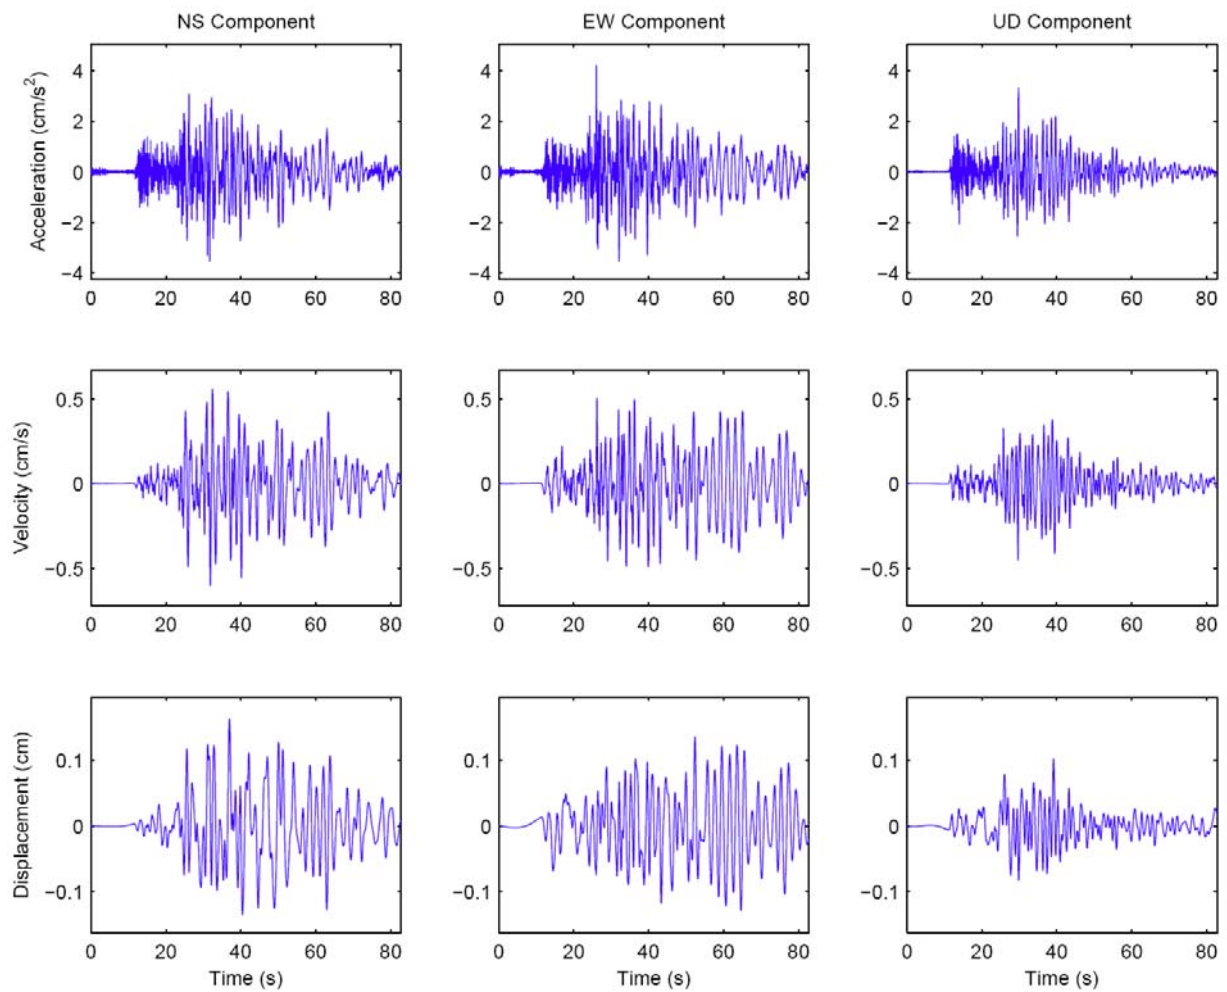 NS Component
EW Component
UD Component
Acceleration (cm/s²)
4
2
0
−2
−4
0 20 40 60 80
4
2
0
−2
−4
0 20 40 60 80
4
2
0
−2
−4
0 20 40 60 80
Velocity (cm/s)
0.5
0
−0.5
0 20 40 60 80
0.5
0
−0.5
0 20 40 60 80
0.5
0
−0.5
0 20 40 60 80
Displacement (cm)
0.1
0
−0.1
0 20 40 60 80
Time (s)
0.1
0
−0.1
0 20 40 60 80
Time (s)
0.1
0
−0.1
0 20 40 60 80
Time (s)